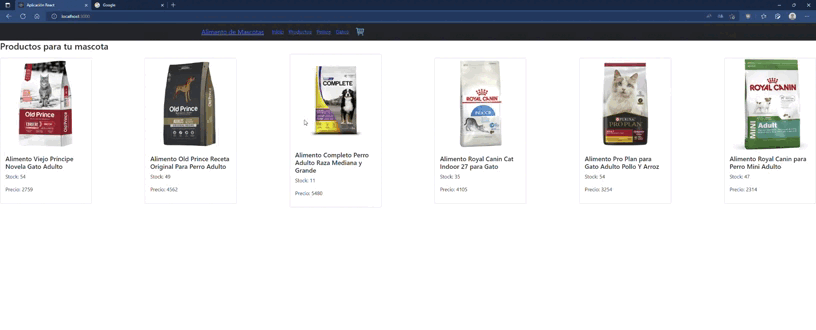 Aplicación React
Google
localhost:3000
Alimento de Mascotas
Inicio Productos Perros Gatos
Productos para tu mascota
Old Prince
Old Prince
COMPLETE
ROYAL CANIN
PRO PLAN
ROYAL CANIN
MINI Adult
Alimento Viejo Príncipe
Novela Gato Adulto
Stock: 54
Precio: 2759
Alimento Old Prince Receta
Original Para Perro Adulto
Stock: 49
Precio: 4562
Alimento Completo Perro
Adulto Raza Mediana y
Grande
Stock: 11
Precio: 5480
Alimento Royal Canin Cat
Indoor 27 para Gato
Stock: 35
Precio: 4105
Alimento Pro Plan para
Gato Adulto Pollo Y Arroz
Stock: 54
Precio: 3254
Alimento Royal Canin para
Perro Mini Adulto
Stock: 47
Precio: 2314